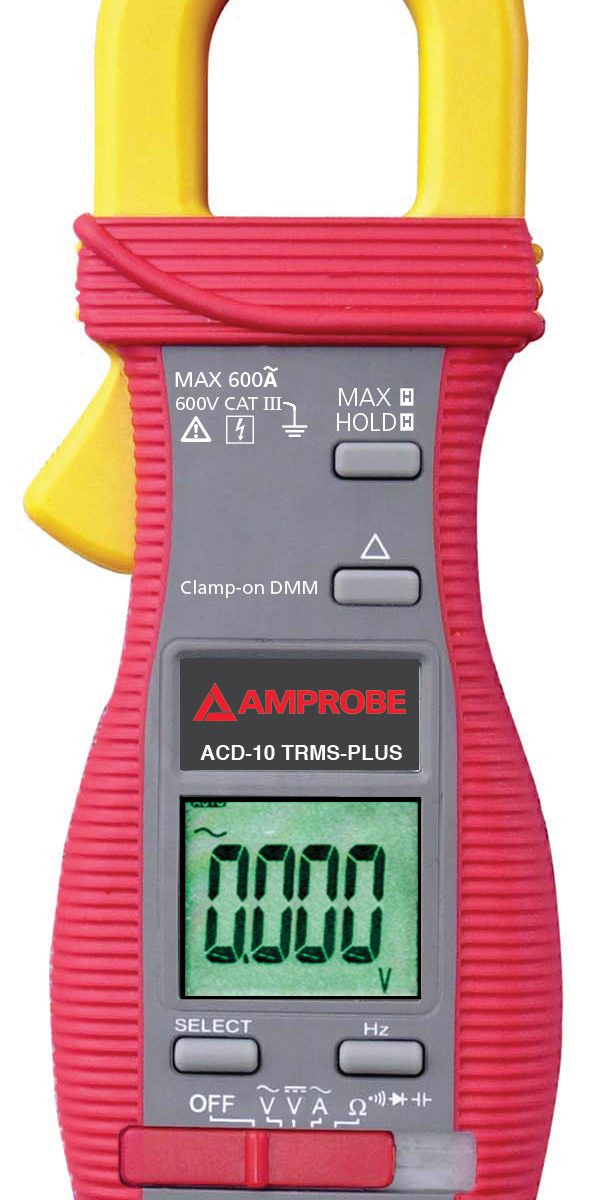 MAX 600Ã
600V CAT III
MAX H
HOLD H
Clamp-on DMM
AMPROBE
ACD-10 TRMS-PLUS
~
0.000
V
SELECT
Hz
OFF V V A Ω